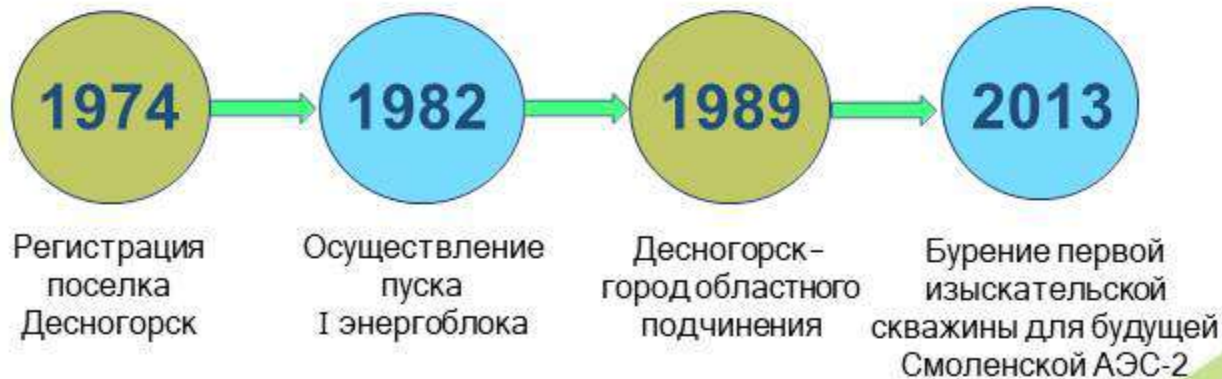 1974
1982
1989
2013
Регистрация
поселка
Десногорск
Осуществление
пуска
I энергоблока
Десногорск–
город областного
подчинения
Бурение первой
изыскательской
скважины для будущей
Смоленской АЭС-2